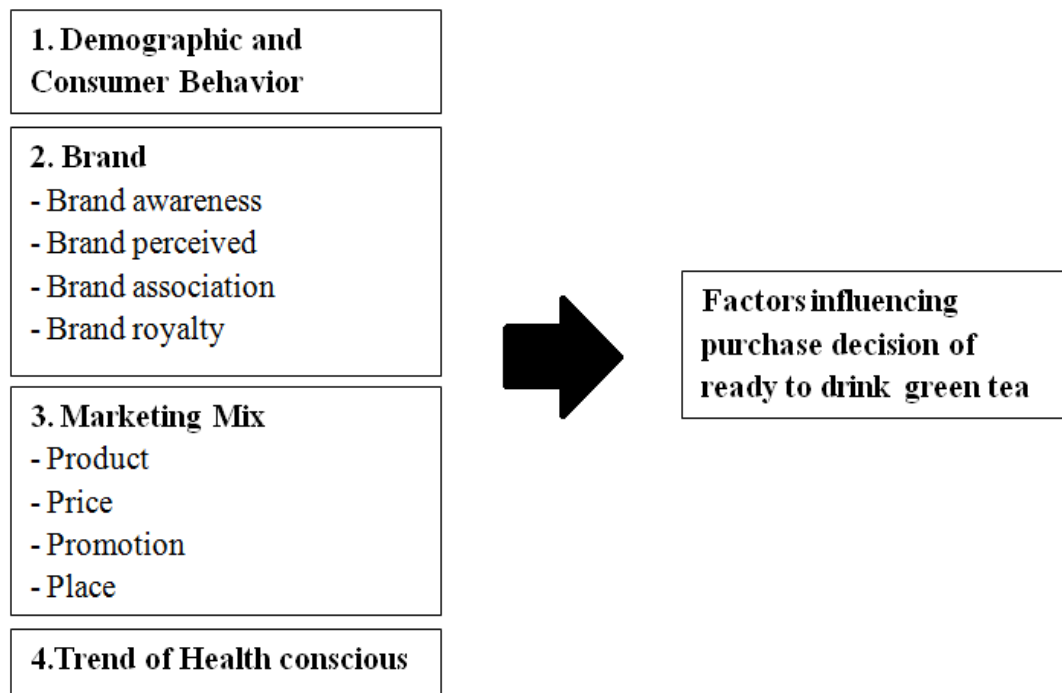 1. Demographic and
Consumer Behavior
2. Brand
- Brand awareness
- Brand perceived
- Brand association
- Brand royalty
3. Marketing Mix
- Product
- Price
- Promotion
- Place
4.Trend of Health conscious
Factors influencing
purchase decision of
ready to drink green tea